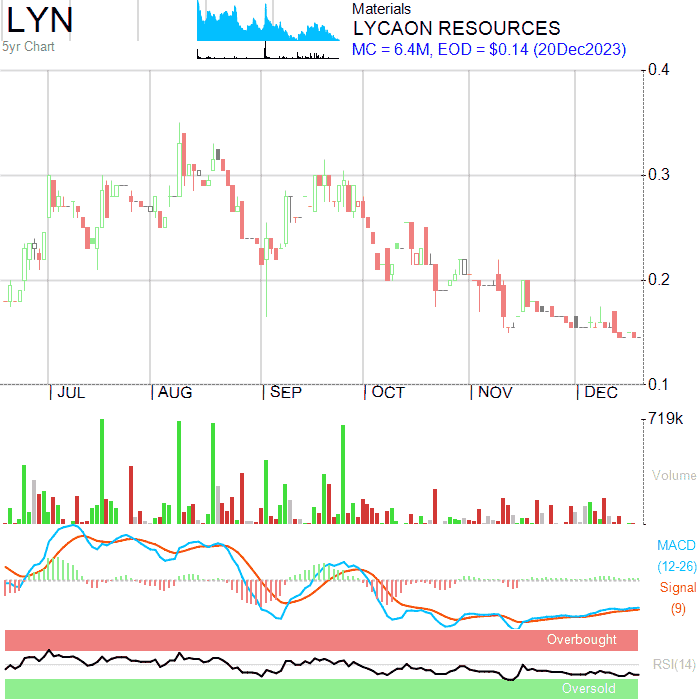 LYN
5yr Chart
Materials
LYCAON RESOURCES
MC = 6.4M, EOD = $0.14 (20Dec2023)
0.4
0.3
0.2
0.1
JUL
AUG
SEP
OCT
NOV
DEC
719k
Volume
MACD
(12-26)
Signal
(9)
Overbought
RSI(14)
Oversold